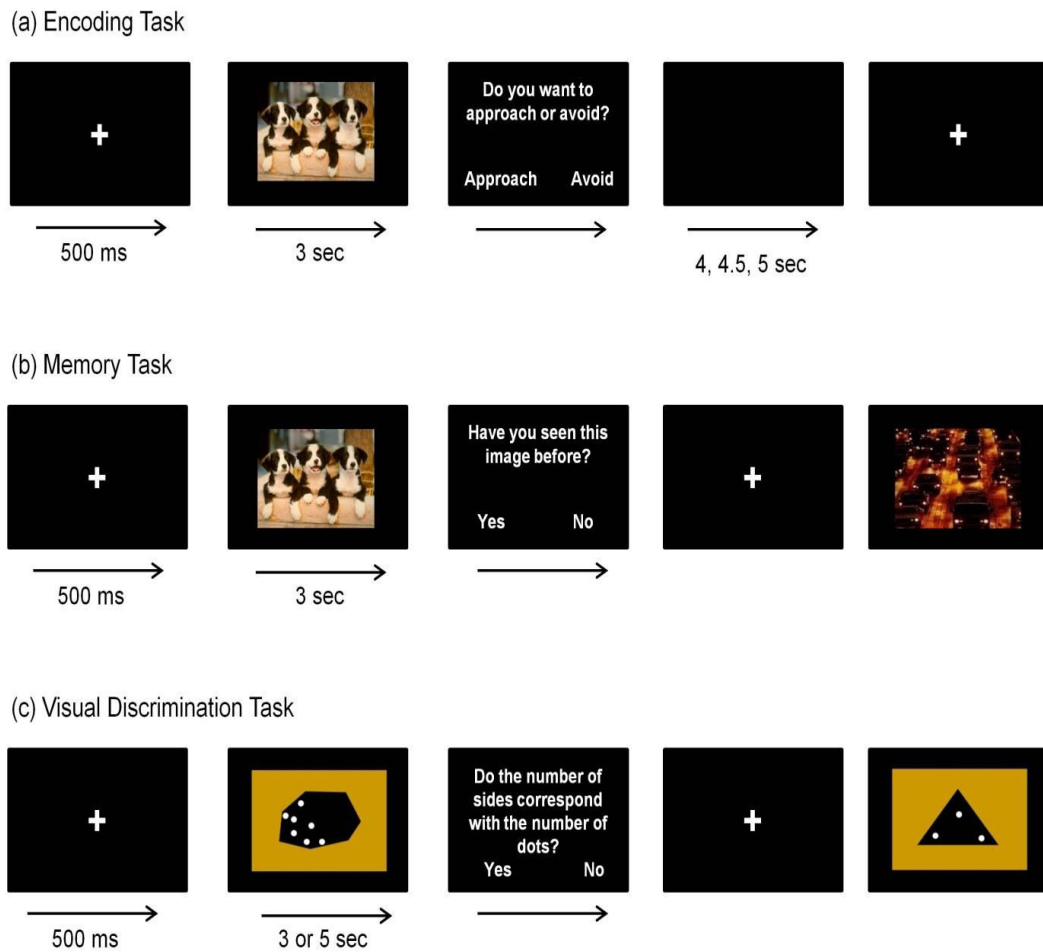 (a) Encoding Task
Do you want to
approach or avoid?
Approach Avoid
500 ms
3 sec
4, 4.5, 5 sec
(b) Memory Task
Have you seen this
image before?
Yes No
500 ms
3 sec
(c) Visual Discrimination Task
Do the number of
sides correspond
with the number of
dots?
Yes No
500 ms
3 or 5 sec